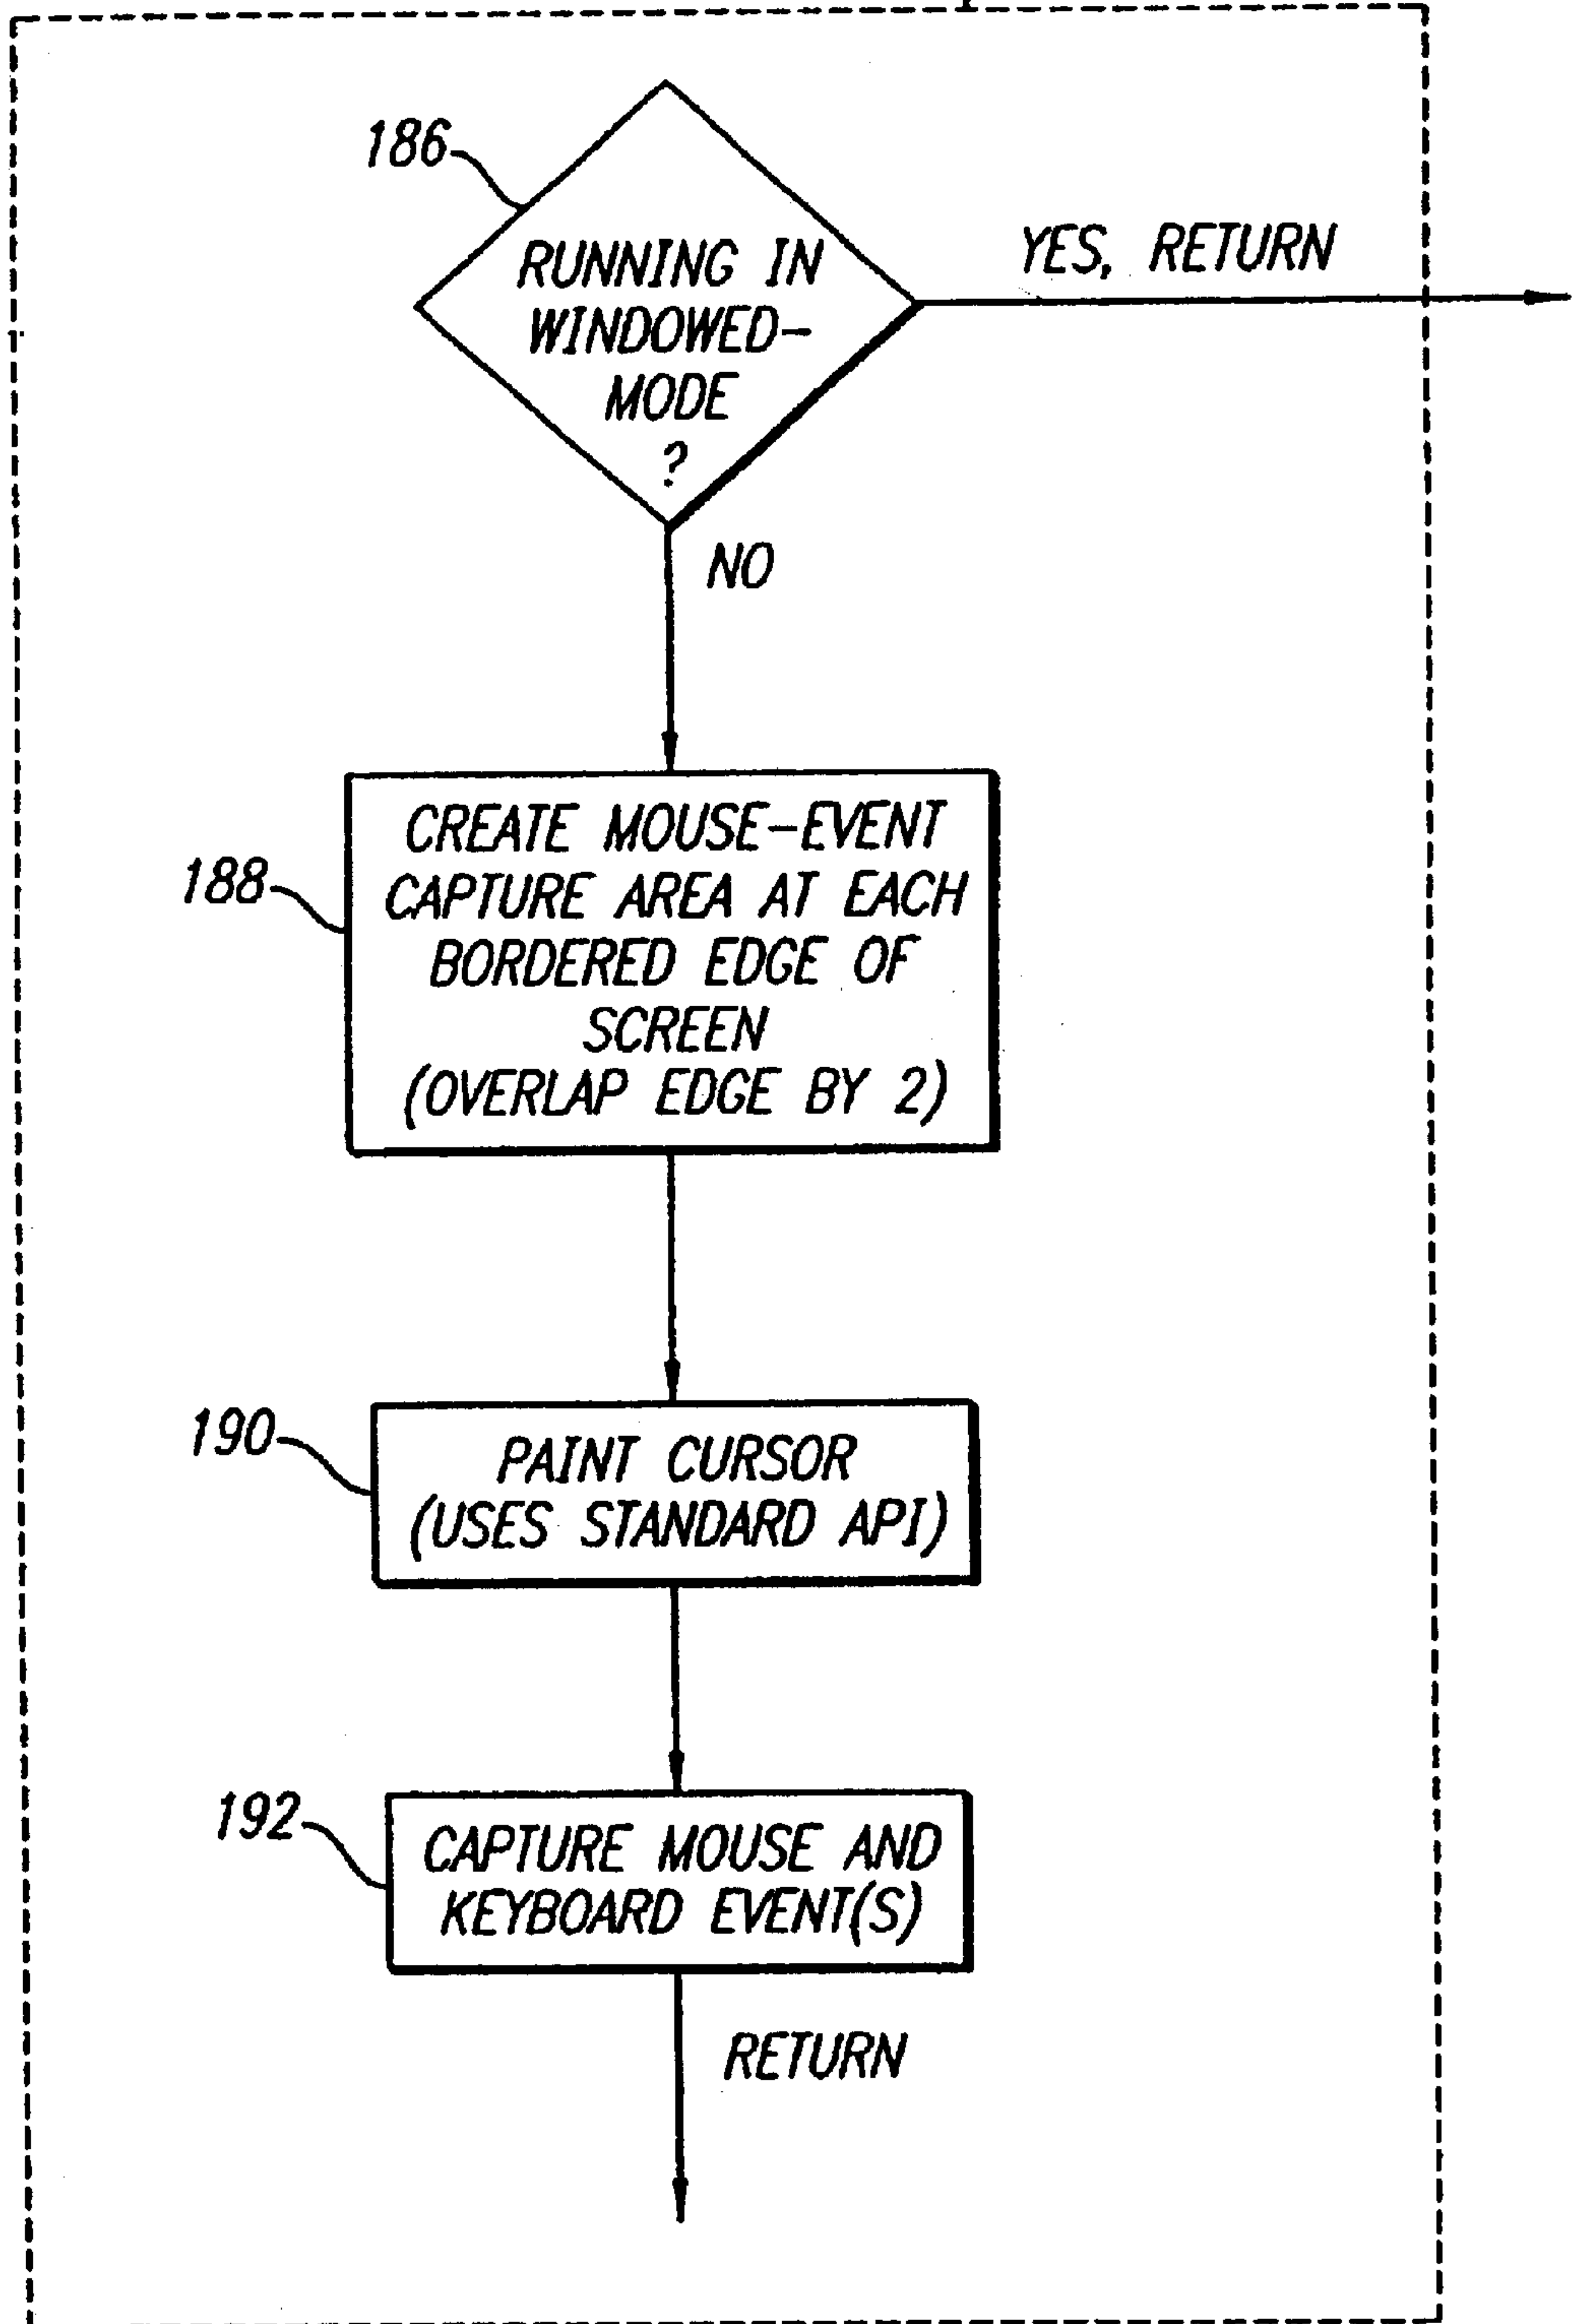 186
RUNNING IN
WINDOWED-
MODE
?
YES, RETURN
NO
188
CREATE MOUSE-EVENT
CAPTURE AREA AT EACH
BORDERED EDGE OF
SCREEN
(OVERLAP EDGE BY 2)
190
PAINT CURSOR
(USES STANDARD API)
192
CAPTURE MOUSE AND
KEYBOARD EVENT(S)
RETURN